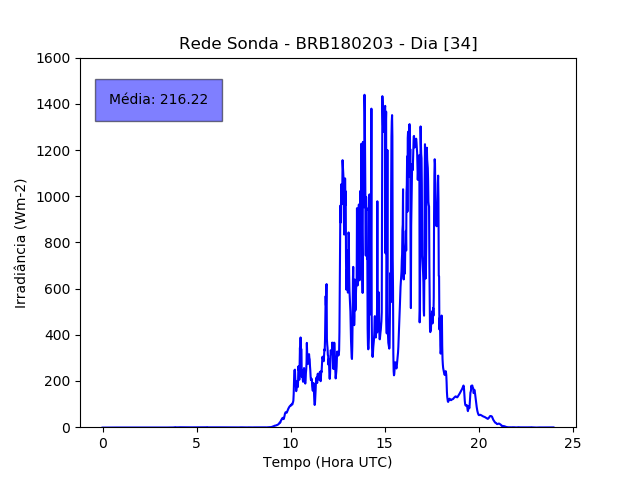 Rede Sonda - BRB180203 - Dia [34]
1600
1400
1200
1000
800
600
400
200
0
Irradiância (Wm-2)
Média: 216.22
0 5 10 15 20 25
Tempo (Hora UTC)